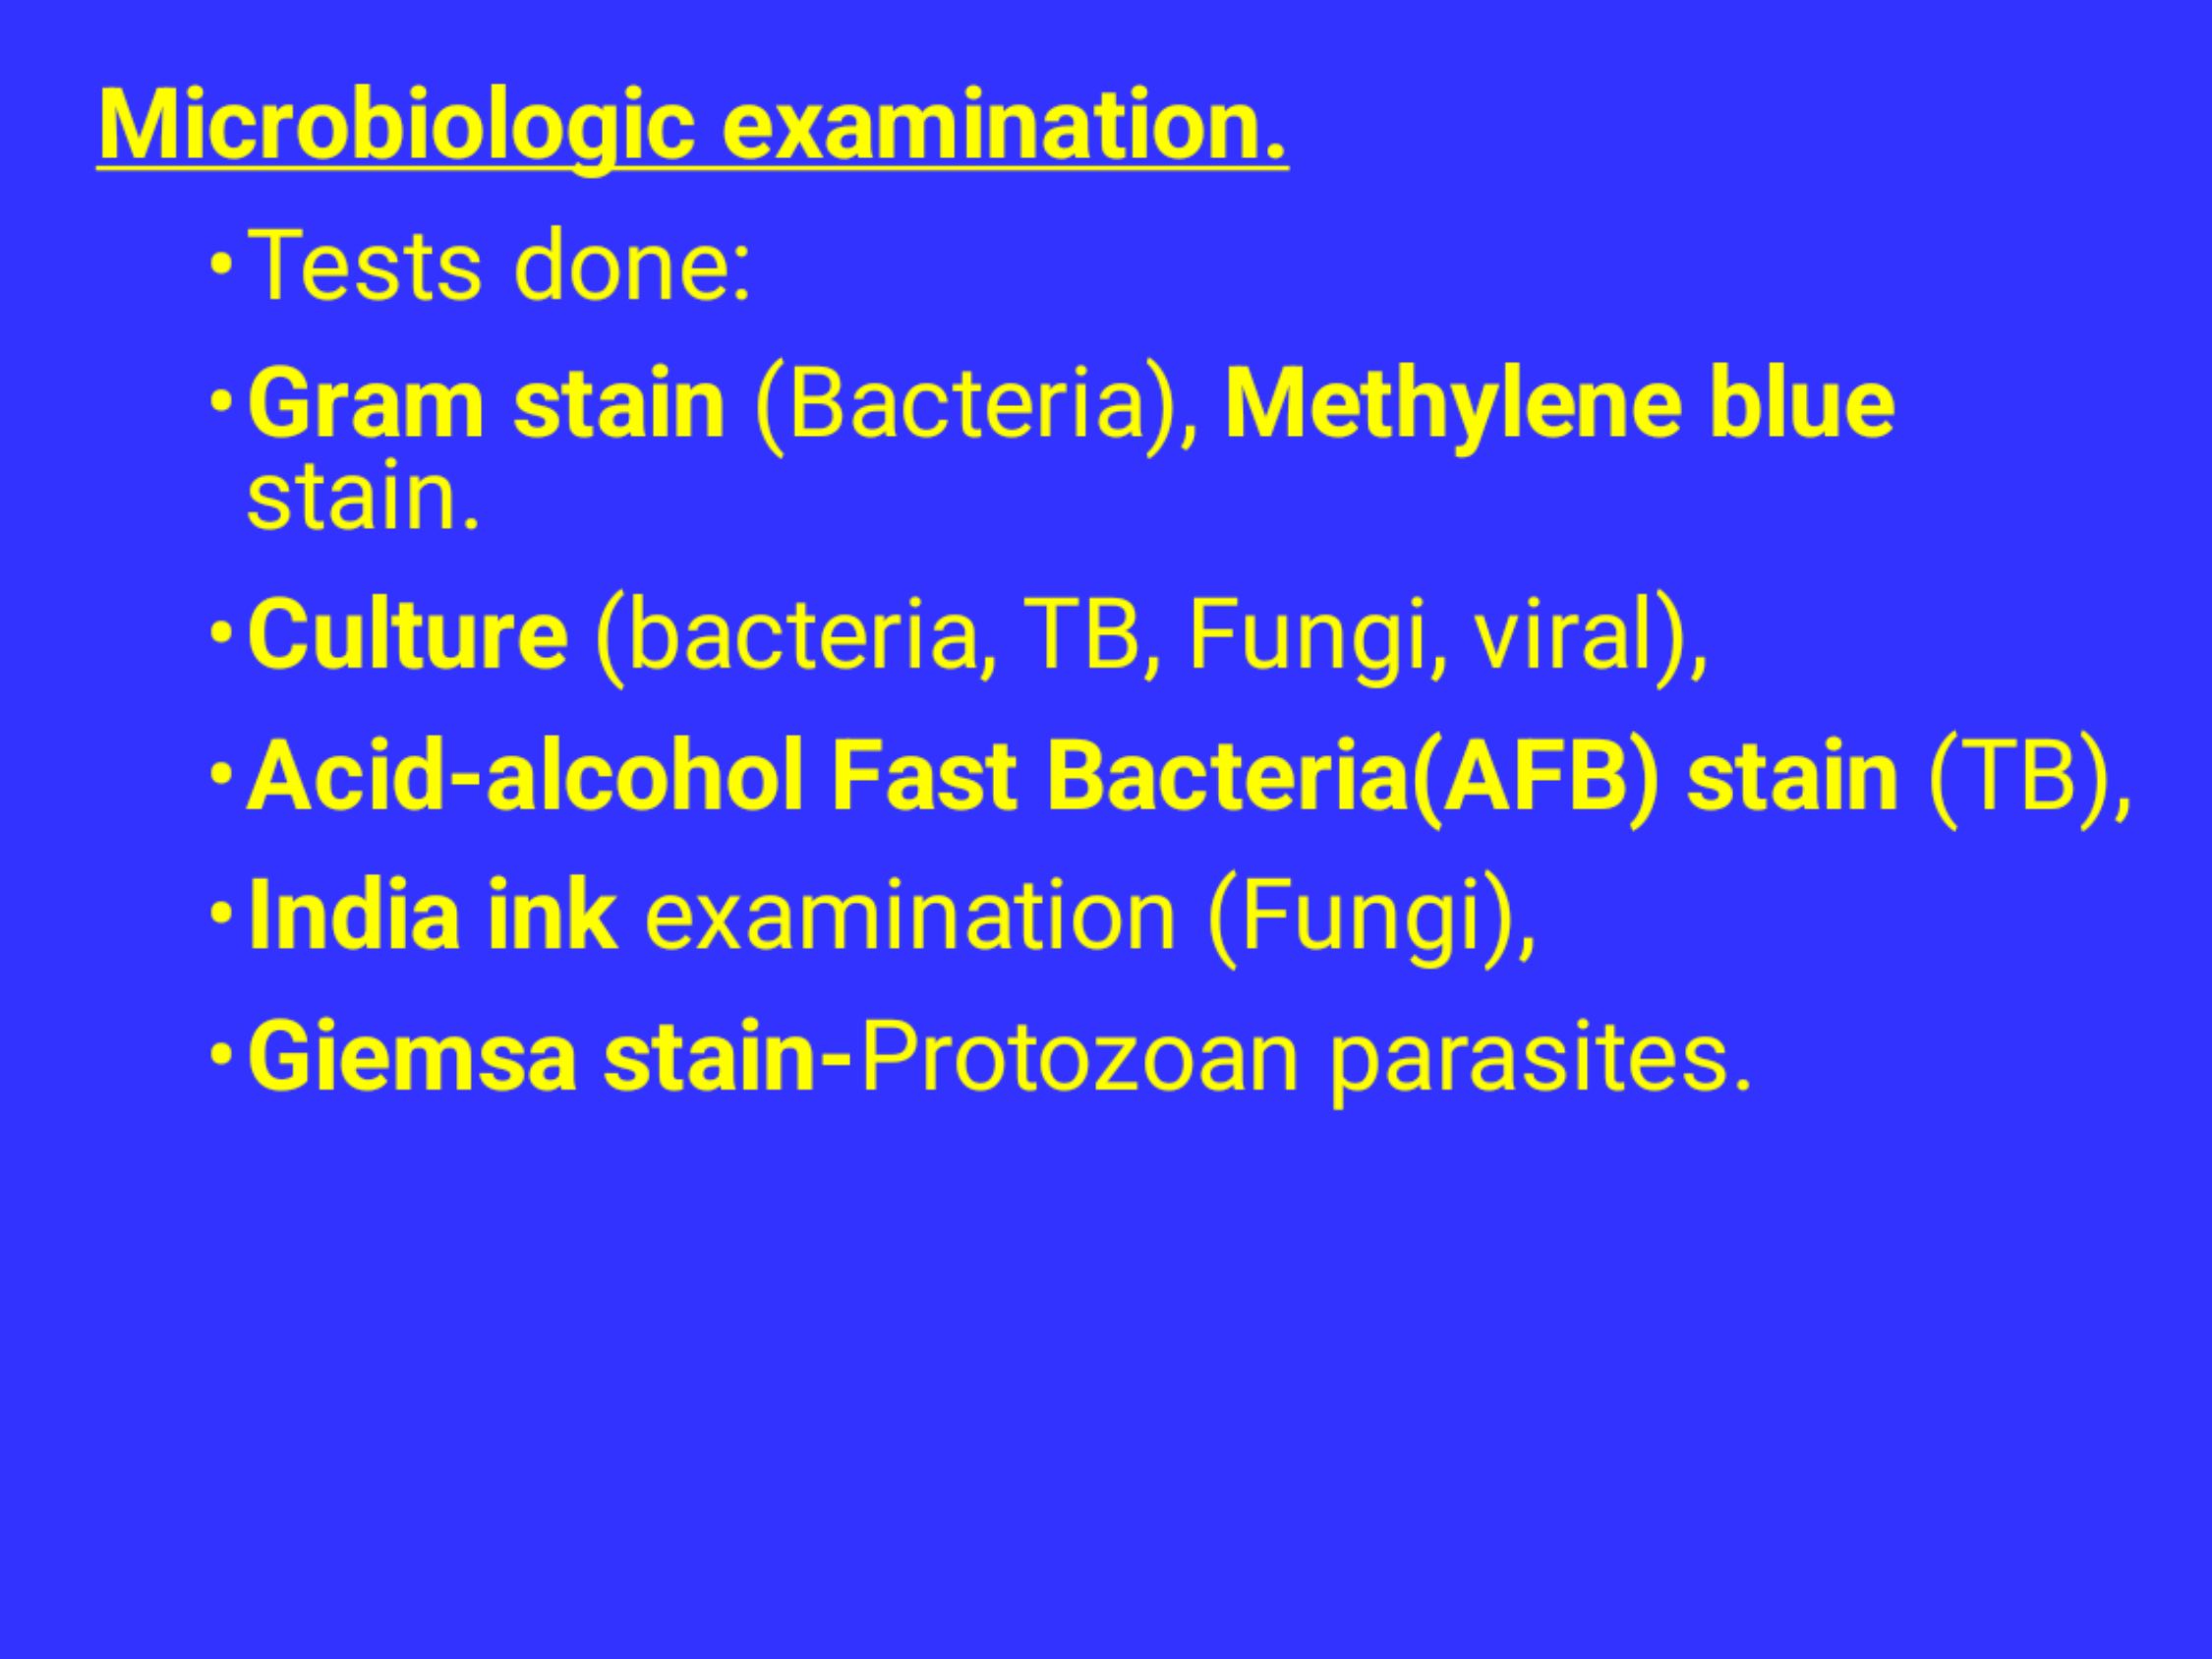 Microbiologic examination.
•Tests done:
•Gram stain (Bacteria), Methylene blue
stain.
•Culture (bacteria, TB, Fungi, viral),
•Acid-alcohol Fast Bacteria(AFB) stain (TB),
•India ink examination (Fungi),
•Giemsa stain-Protozoan parasites.